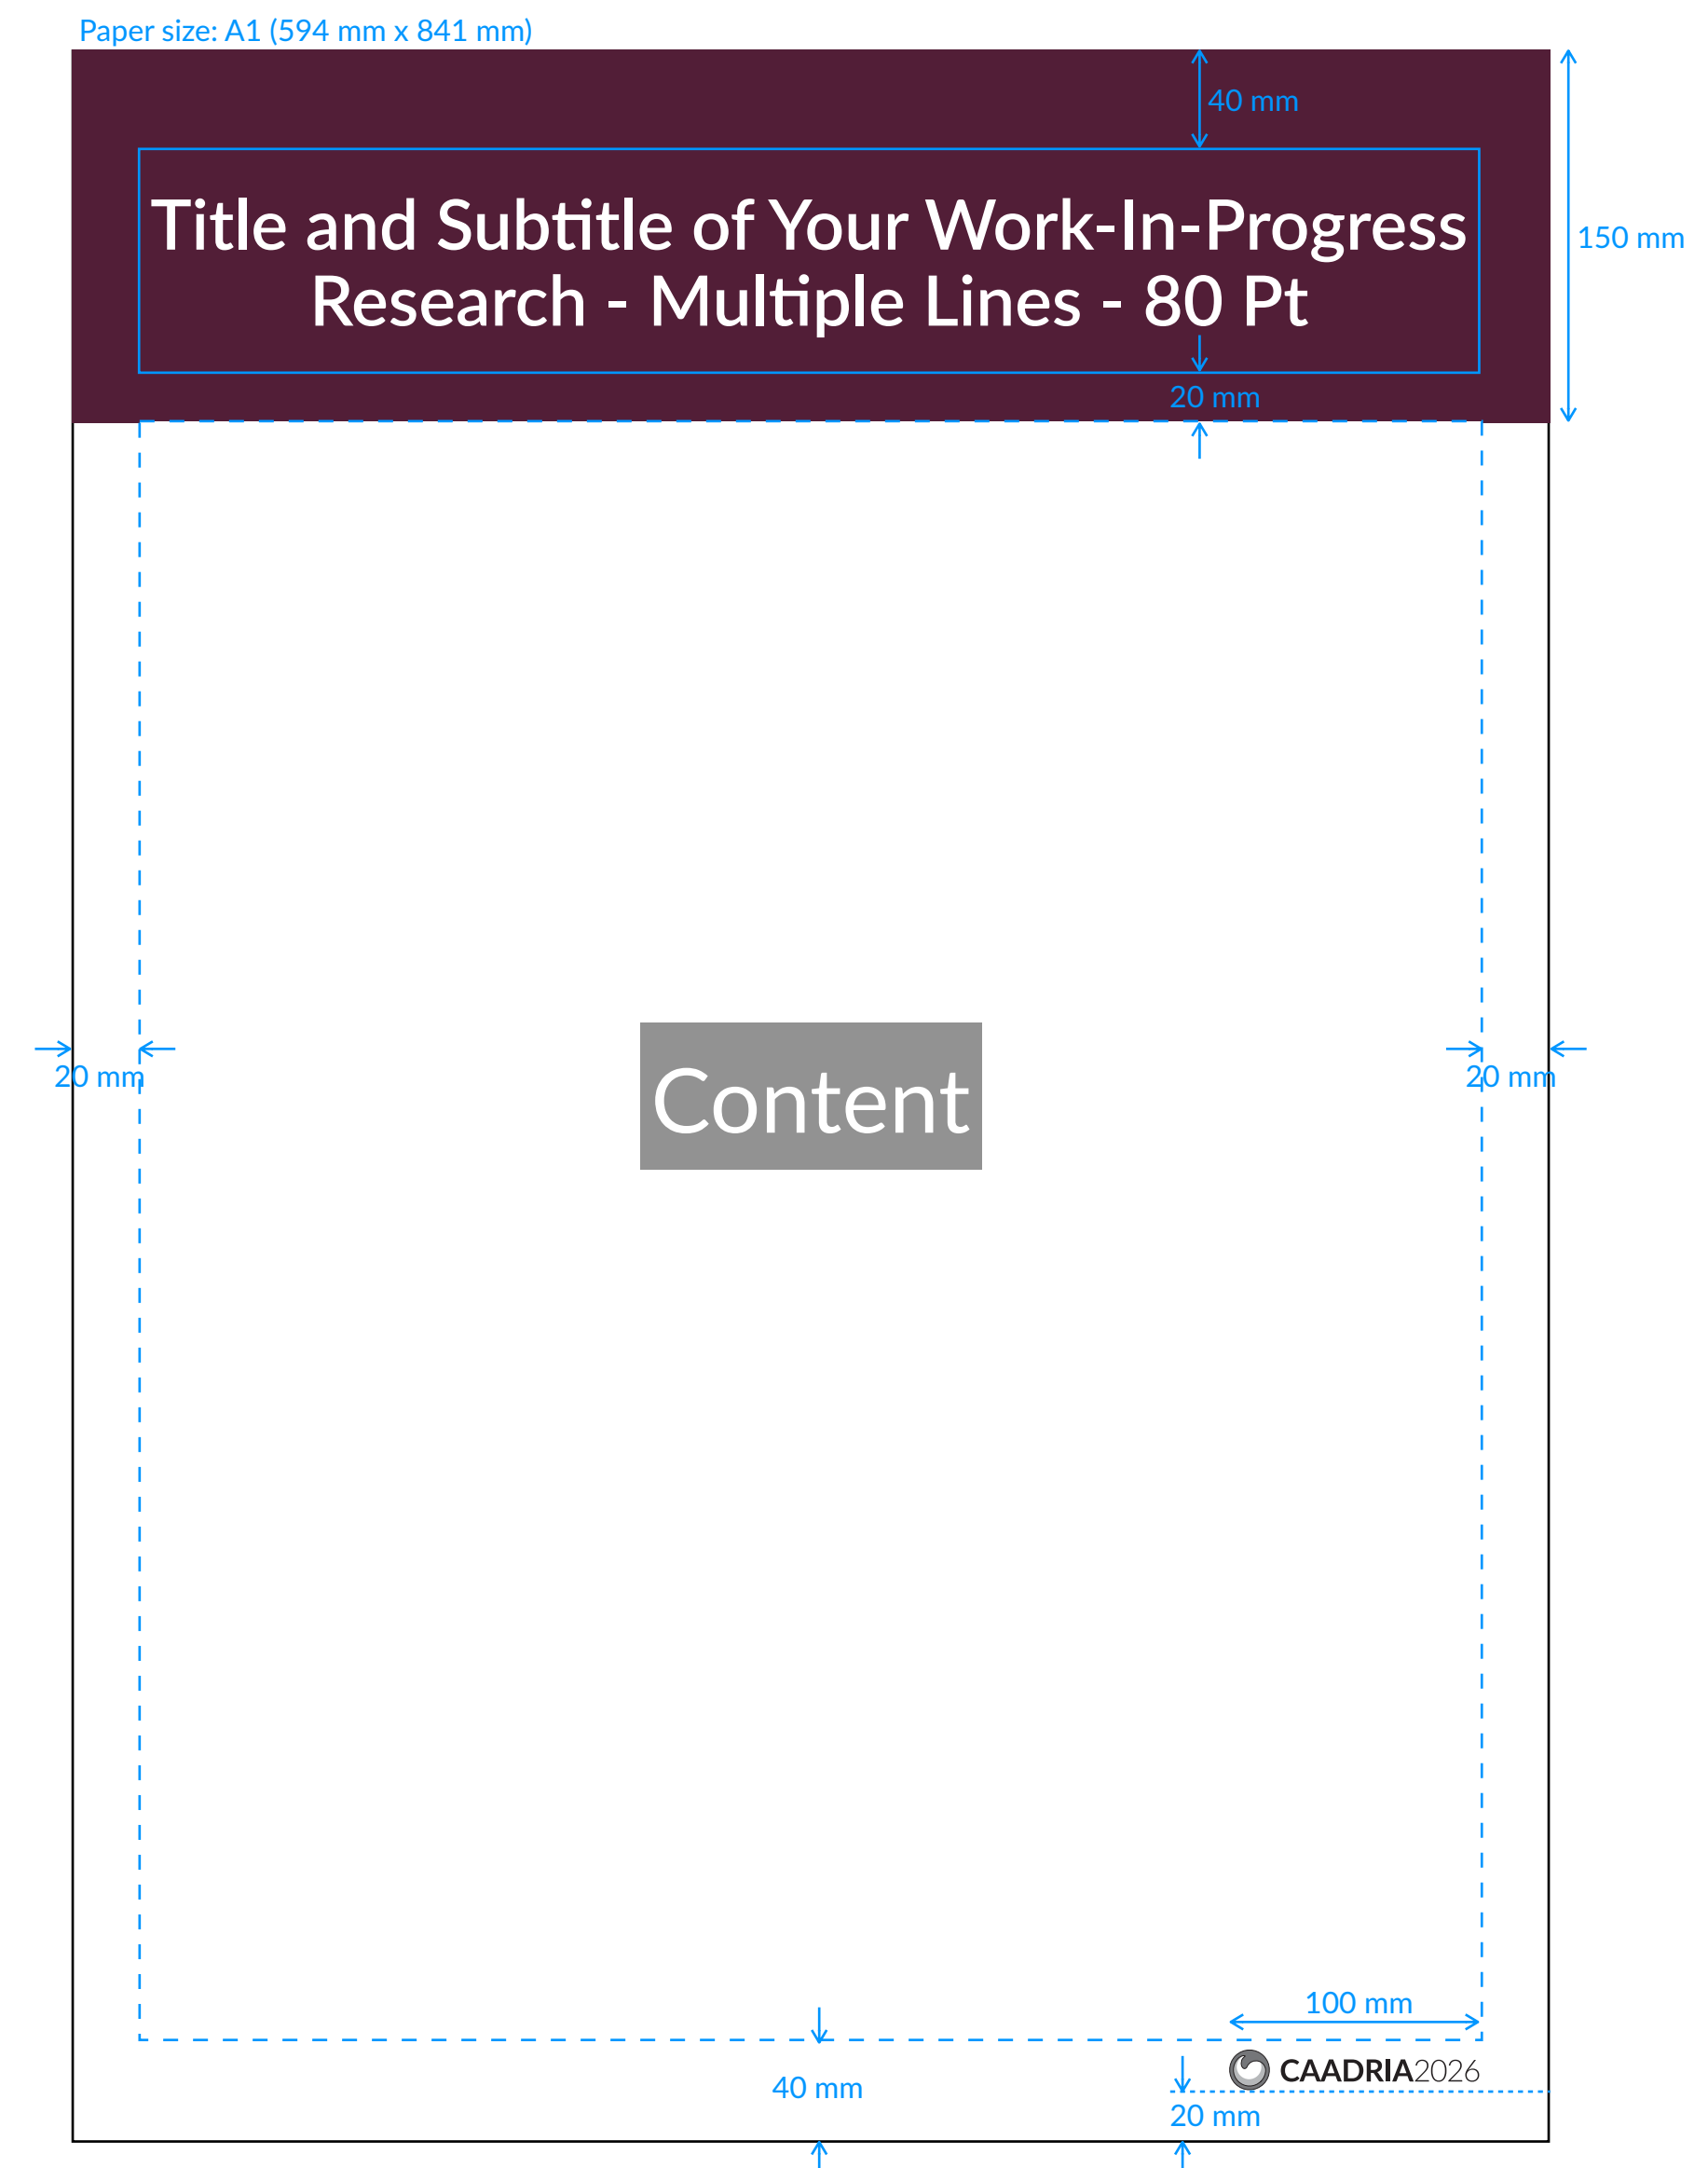 Paper size: A1 (594 mm x 841 mm)
40 mm
Title and Subtitle of Your Work-In-Progress
150 mm
Research - Multiple Lines - 80 Pt
20 mm
20 mm
20 mm
Content
100 mm
CAADRIA2026
40 mm
20 mm